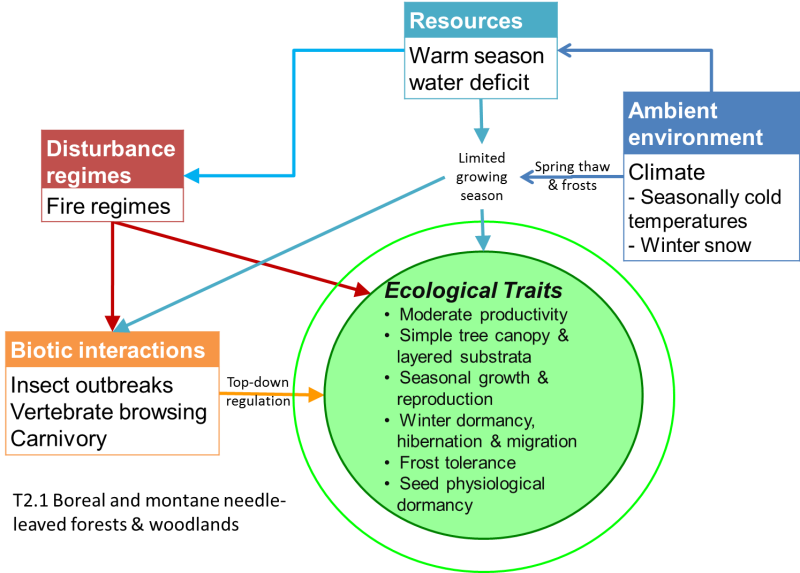 Resources
Warm season
water deficit
Ambient
environment
Climate
- Seasonally cold
temperatures
- Winter snow
Disturbance
regimes
Fire regimes
Limited
growing
season
Spring thaw
& frosts
Biotic interactions
Insect outbreaks
Vertebrate browsing
Carnivory
Top-down
regulation
Ecological Traits
• Moderate productivity
• Simple tree canopy &
layered substrata
• Seasonal growth &
reproduction
• Winter dormancy,
hibernation & migration
• Frost tolerance
• Seed physiological
dormancy
T2.1 Boreal and montane needle-
leaved forests & woodlands